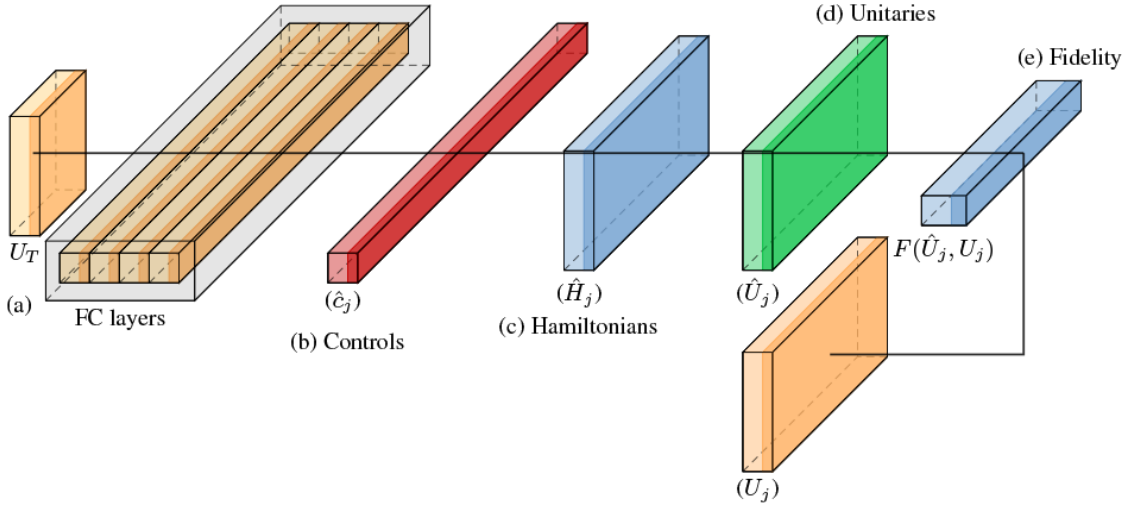 (d) Unitaries
(e) Fidelity
U_T
(a)
FC layers
(ĉ_j)
(b) Controls
(Ĥ_j)
(c) Hamiltonians
(Û_j)
F(Û_j, U_j)
(U_j)